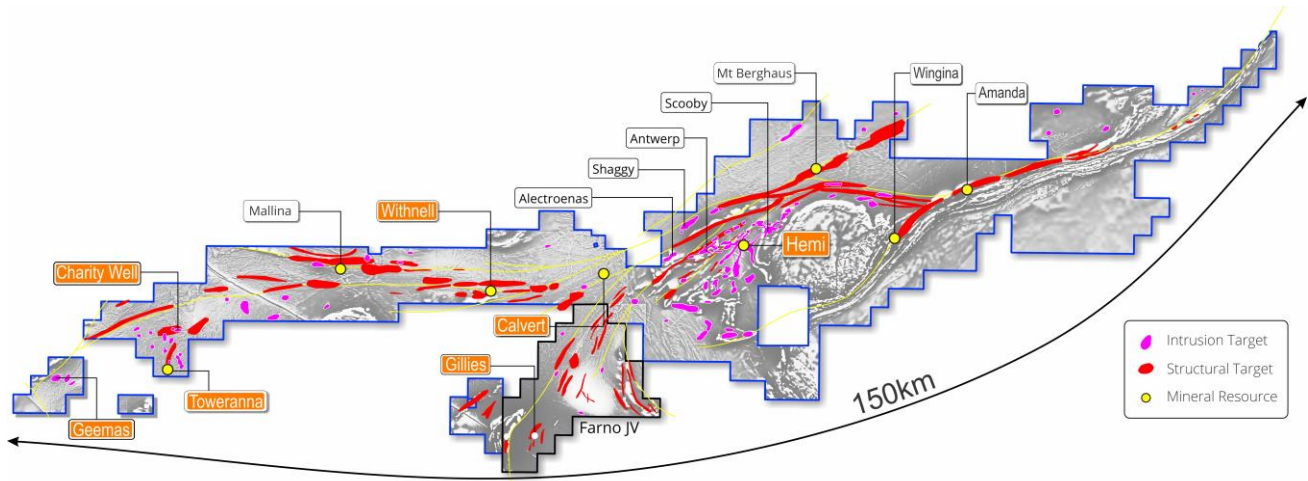 Mt Berghaus
Wingina
Scooby
Amanda
Antwerp
Shaggy
Alectroenas
Mallina
Withnell
Hemi
Charity Well
Calvert
Gillies
Toweranna
Geemas
Farno JV
150km
Intrusion Target
Structural Target
Mineral Resource